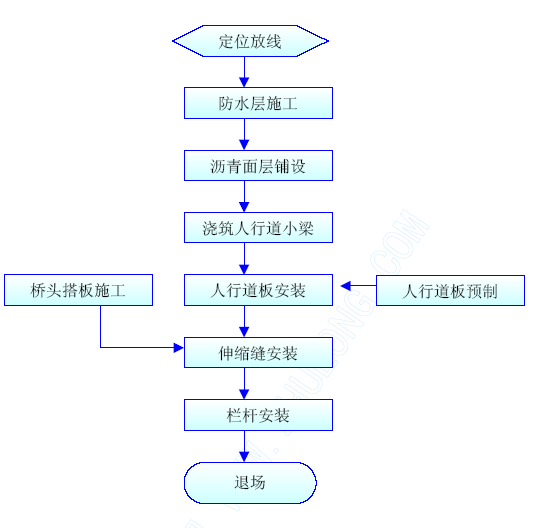 定位放线
防水层施工
沥青面层铺设
浇筑人行道小梁
桥头搭板施工
人行道板安装
人行道板预制
伸缩缝安装
栏杆安装
退场